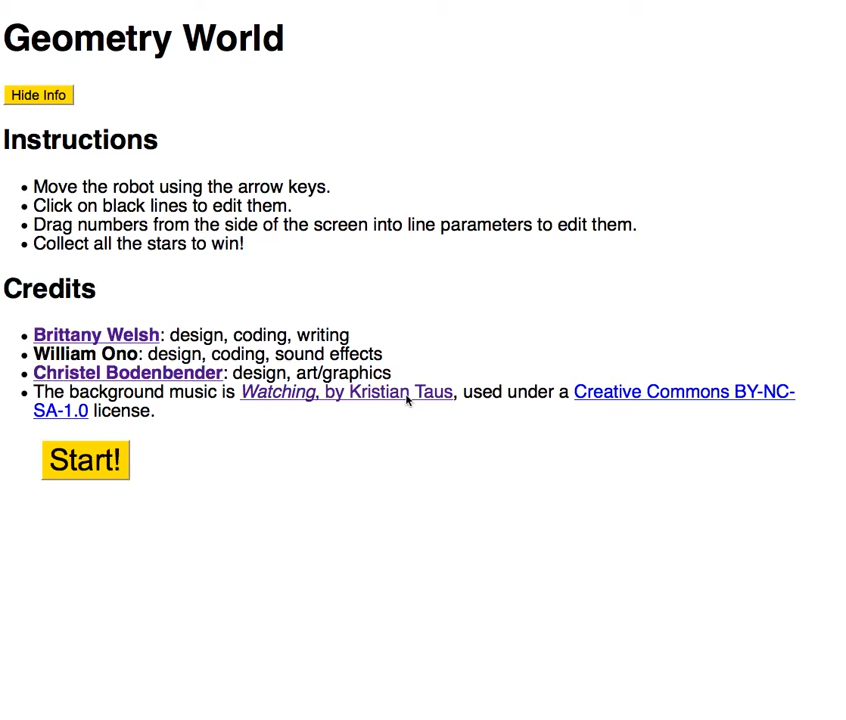 Geometry World
Hide Info
Instructions
• Move the robot using the arrow keys.
• Click on black lines to edit them.
• Drag numbers from the side of the screen into line parameters to edit them.
• Collect all the stars to win!
Credits
• Brittany Welsh: design, coding, writing
• William Ono: design, coding, sound effects
• Christel Bodenbender: design, art/graphics
• The background music is Watching, by Kristian Taus, used under a Creative Commons BY-NC-
SA-1.0 license.
Start!